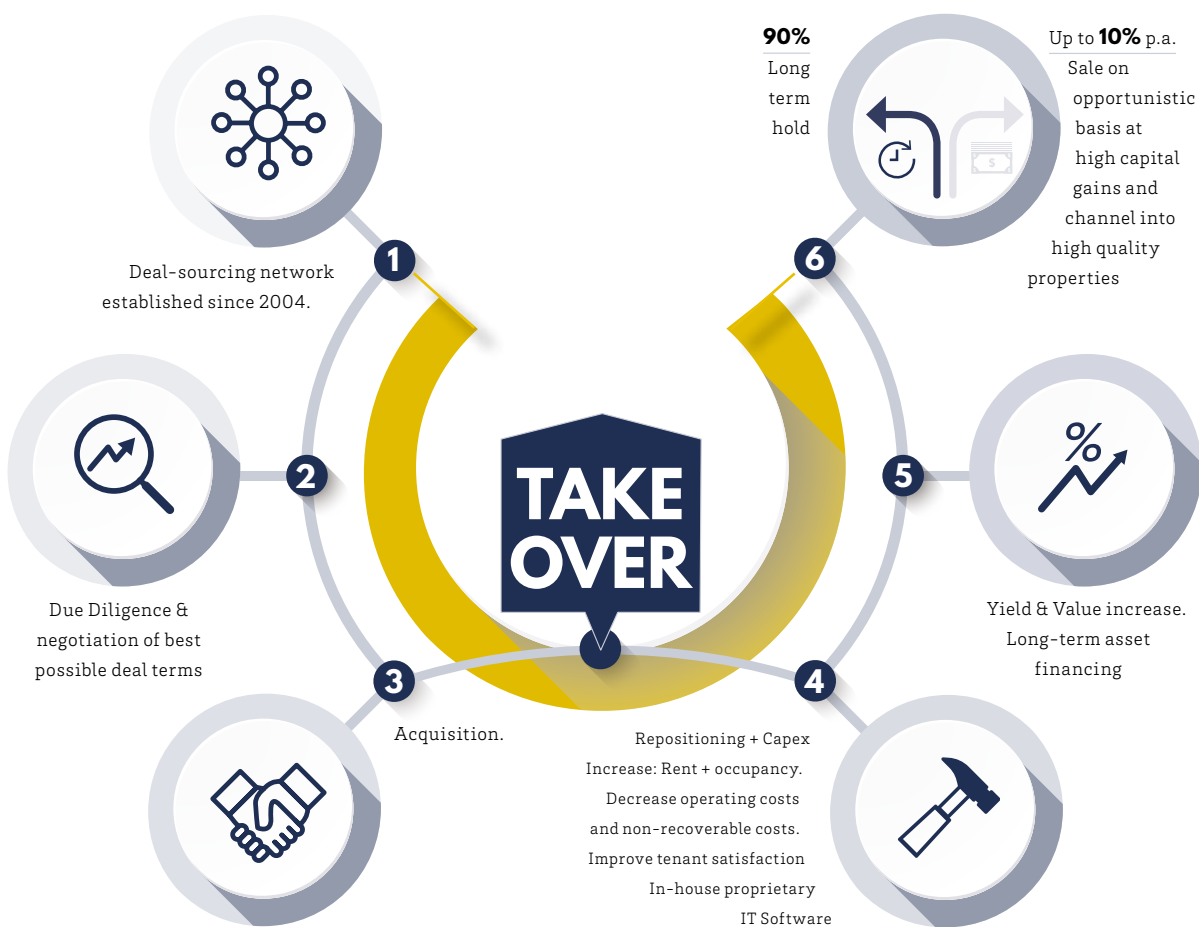 1
Deal-sourcing network
established since 2004.
2
Due Diligence &
negotiation of best
possible deal terms
3
Acquisition.
TAKE
OVER
4
Repositioning + Capex
Increase: Rent + occupancy.
Decrease operating costs
and non-recoverable costs.
Improve tenant satisfaction
In-house proprietary
IT Software
5
%
Yield & Value increase.
Long-term asset
financing
6
90%
Long
term
hold
$
Up to 10% p.a.
Sale on
opportunistic
basis at
high capital
gains and
channel into
high quality
properties